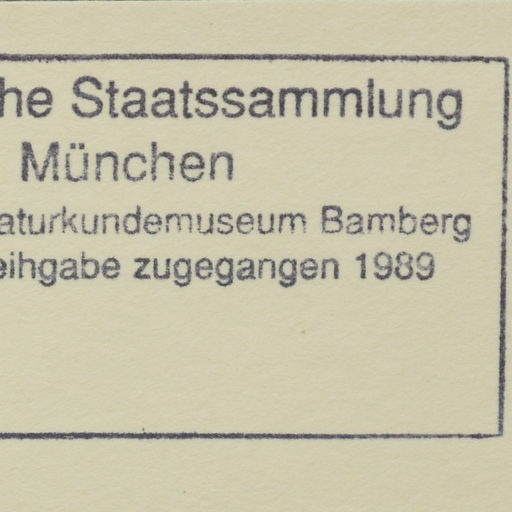 he Staatssammlung
München
aturkundemuseum Bamberg
eihgabe zugegangen 1989